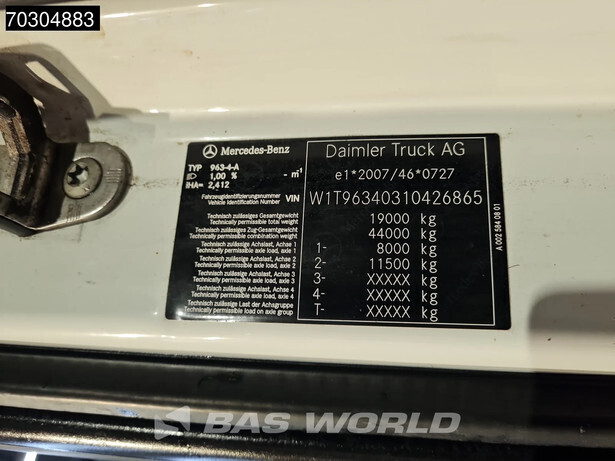 70304883
Mercedes-Benz
Daimler Truck AG
TYP 963-4-A
1,00% - m⁻¹
IHA= 2,412
e1*2007/46*0727
Fahrzeugidentifizierungsnummer
Vehicle Identification Number VIN W1T96340310426865
Technisch zulässiges Gesamtgewicht
Technically permissible total weight 19000 kg
Technisch zulässiges Zug-Gesamtgewicht
Technically permissible combination weight 44000 kg
Technisch zulässige Achslast, Achse 1
Technically permissible axle load, axle 1 1- 8000 kg
Technisch zulässige Achslast, Achse 2
Technically permissible axle load, axle 2 2- 11500 kg
Technisch zulässige Achslast, Achse 3
Technically permissible axle load, axle 3 3- XXXXX kg
Technisch zulässige Achslast, Achse 4
Technically permissible axle load, axle 4 4- XXXXX kg
Technisch zulässige Last der Achsgruppe
Technically permissible load on axle group T- XXXXX kg
A 002 584 08 01
BAS WORLD